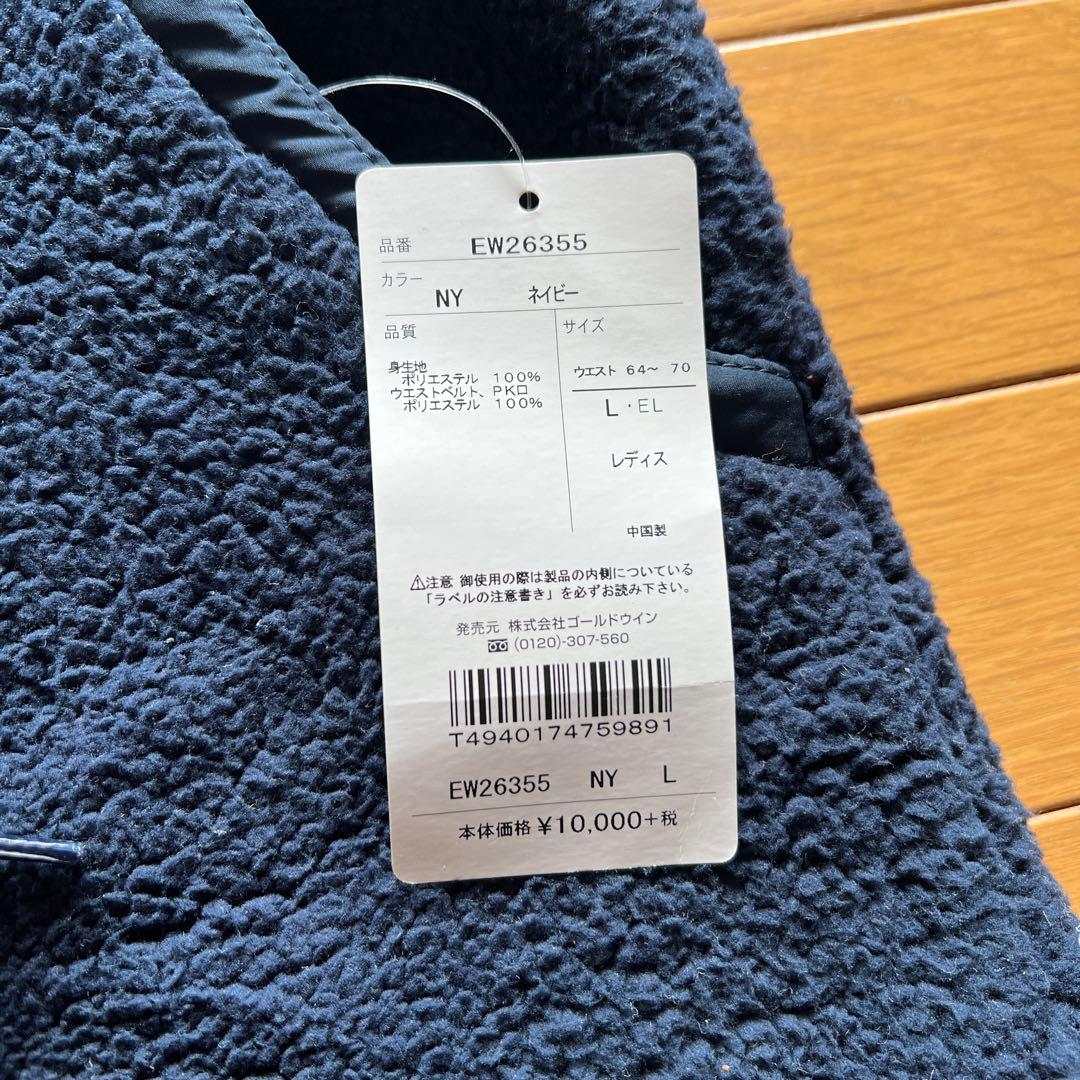 品番 EW26355
カラー
NY ネイビー
品質
身生地
ポリエステル 100%
ウエストベルト、PK口
ポリエステル 100%
サイズ
ウエスト 64～ 70
L・EL
レディス
中国製
⚠注意 御使用の際は製品の内側についている
「ラベルの注意書き」を必ずお読み下さい。
発売元 株式会社ゴールドウイン
(0120)-307-560
T4940174759891
EW26355 NY L
本体価格 ¥10,000+税